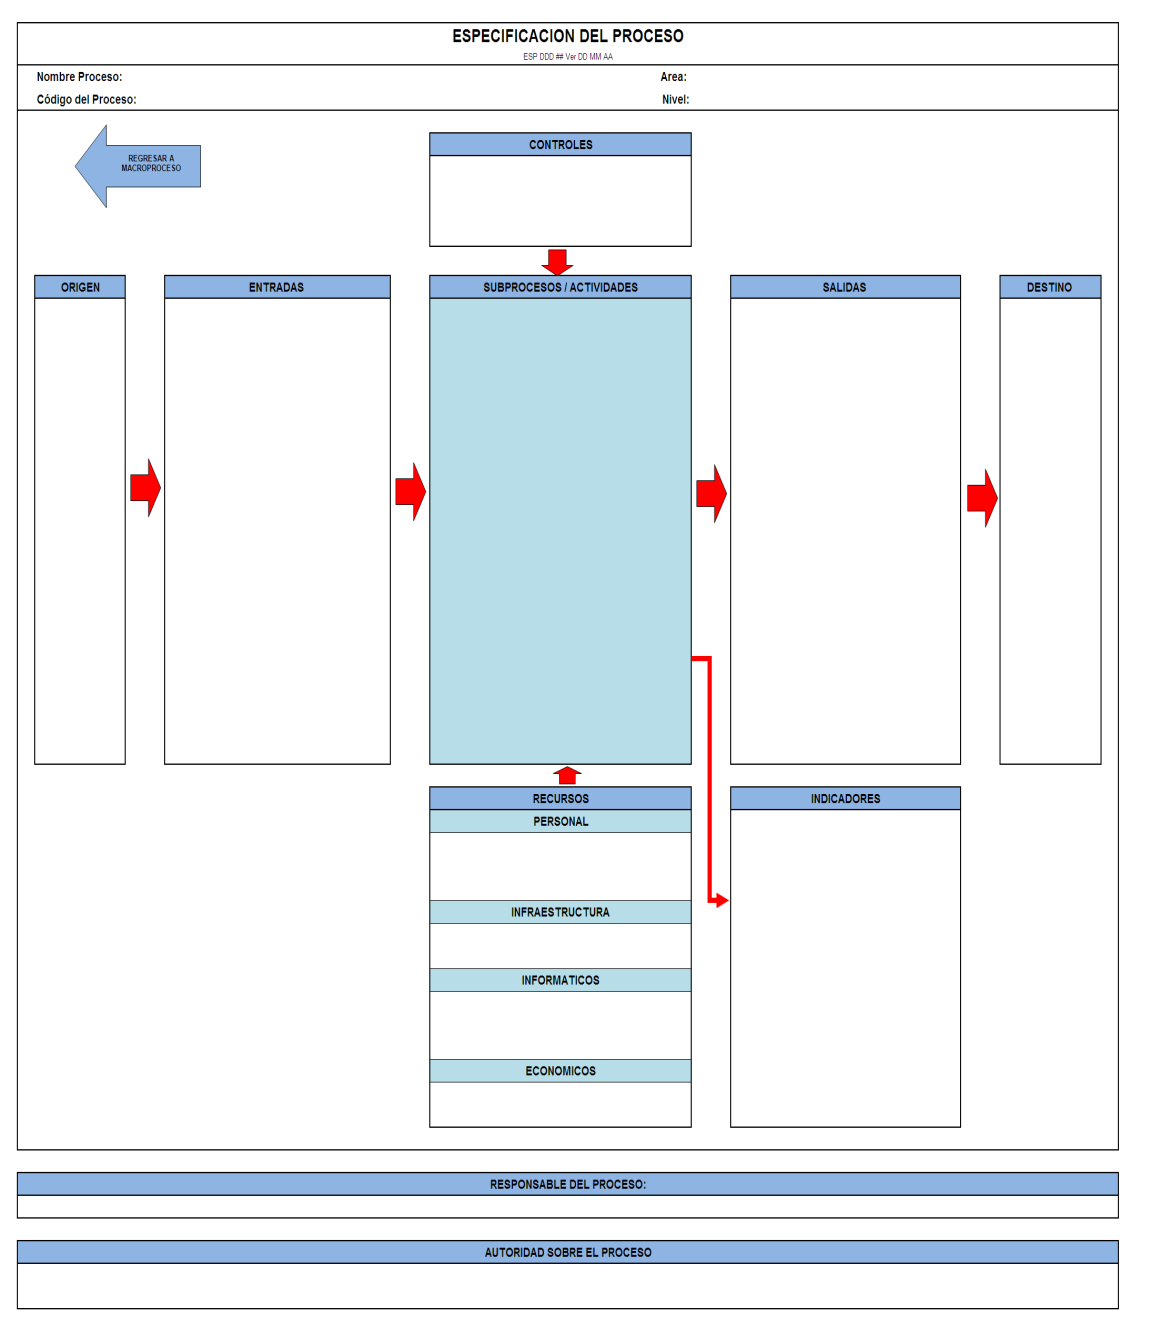 ESPECIFICACION DEL PROCESO
ESP DDD ## Ver DD MM AA
Nombre Proceso:
Area:
Código del Proceso:
Nivel:
REGRESAR A
MACROPROCESO
CONTROLES
ORIGEN
ENTRADAS
SUBPROCESOS / ACTIVIDADES
SALIDAS
DESTINO
RECURSOS
INDICADORES
PERSONAL
INFRAESTRUCTURA
INFORMATICOS
ECONOMICOS
RESPONSABLE DEL PROCESO:
AUTORIDAD SOBRE EL PROCESO